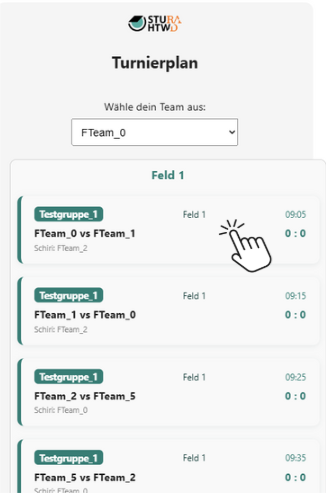 STURA
HTWD
Turnierplan
Wähle dein Team aus:
FTeam_0
Feld 1
Testgruppe_1 Feld 1 09:05
FTeam_0 vs FTeam_1 0 : 0
Schiri: FTeam_2
Testgruppe_1 Feld 1 09:15
FTeam_1 vs FTeam_0 0 : 0
Schiri: FTeam_2
Testgruppe_1 Feld 1 09:25
FTeam_2 vs FTeam_5 0 : 0
Schiri: FTeam_0
Testgruppe_1 Feld 1 09:35
FTeam_5 vs FTeam_2 0 : 0
Schiri: FTeam_0